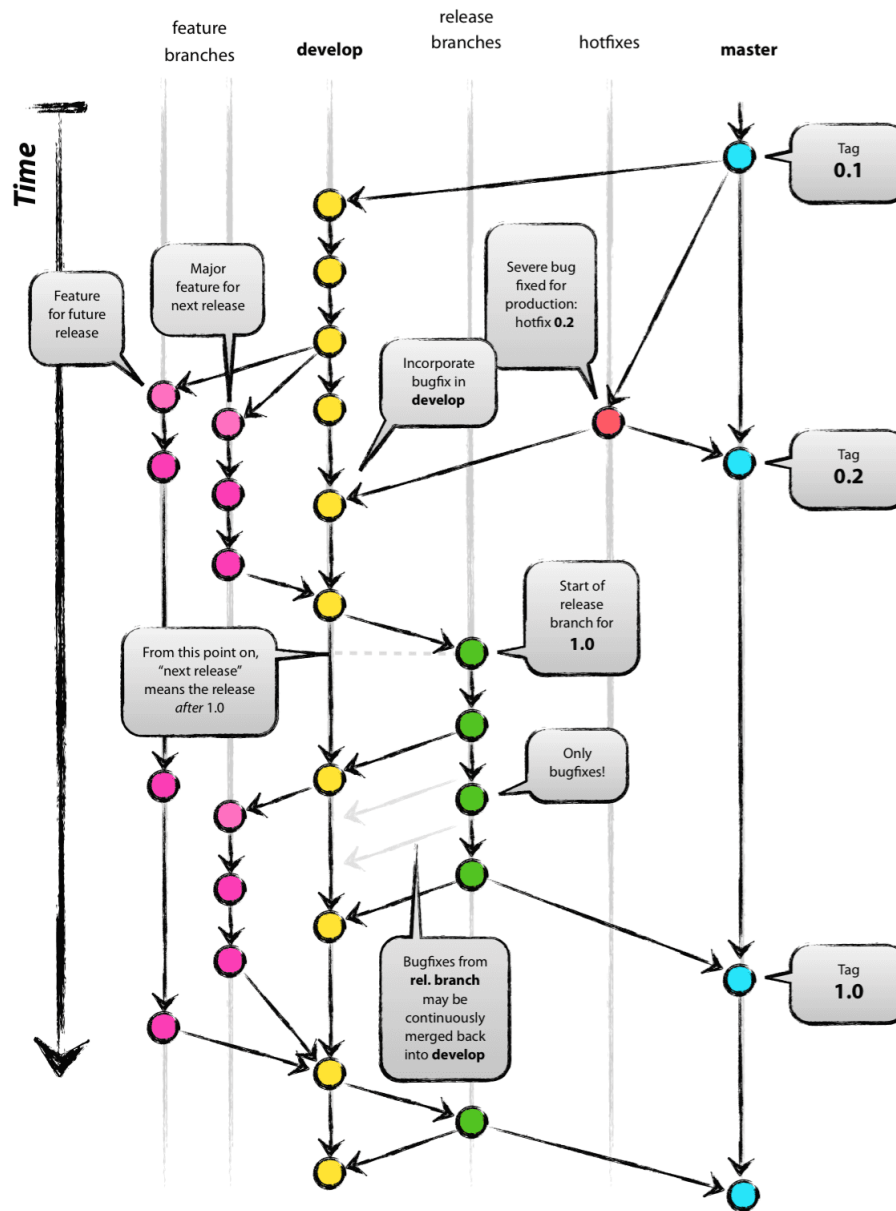 feature
branches
develop
release
branches
hotfixes
master
Time
Tag
0.1
Feature
for future
release
Major
feature for
next release
Severe bug
fixed for
production:
hotfix 0.2
Incorporate
bugfix in
develop
Tag
0.2
Start of
release
branch for
1.0
From this point on,
“next release”
means the release
after 1.0
Only
bugfixes!
Bugfixes from
rel. branch
may be
continuously
merged back
into develop
Tag
1.0